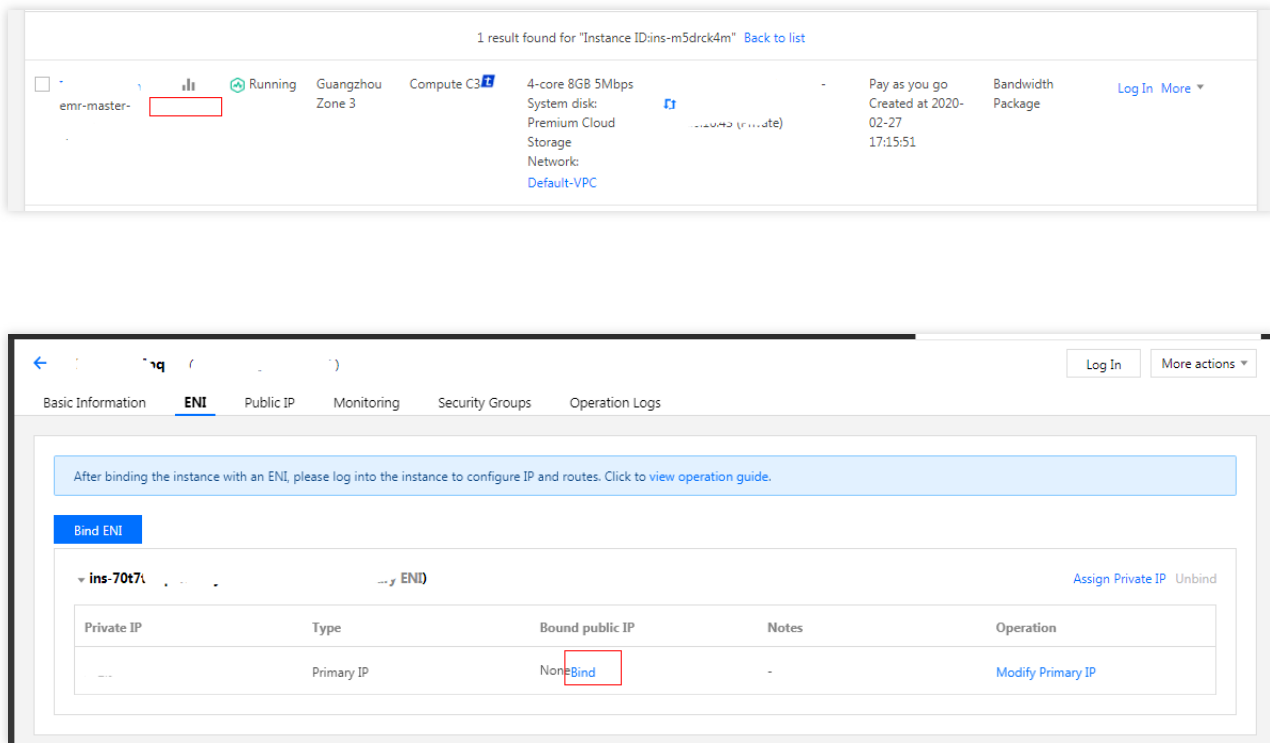 1 result found for "Instance ID:ins-m5drck4m" Back to list
Running Guangzhou Compute C3 4-core 8GB 5Mbps - Pay as you go Bandwidth Log In More
emr-master- Zone 3 System disk: Created at 2020- Package
Premium Cloud 02-27
Storage 17:15:51
Network:
Default-VPC
Log In More actions
Basic Information ENI Public IP Monitoring Security Groups Operation Logs
After binding the instance with an ENI, please log into the instance to configure IP and routes. Click to view operation guide.
Bind ENI
ENI) Assign Private IP Unbind
Private IP Type Bound public IP Notes Operation
Primary IP None Bind - Modify Primary IP